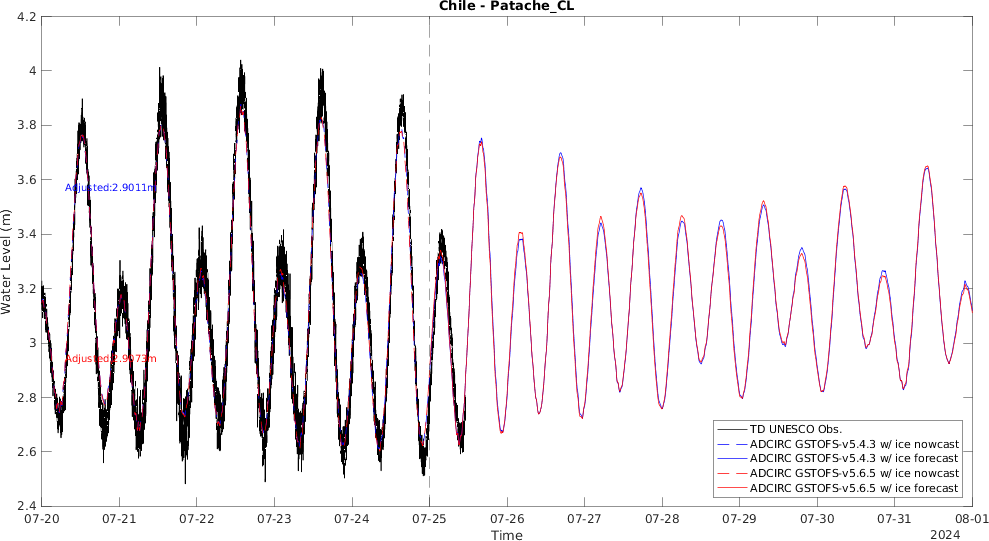 Chile - Patache_CL
4.2
4
3.8
3.6
3.4
3.2
3
2.8
2.6
2.4
Water Level (m)
Adjusted:2.9011m
07-20
07-21
07-22
07-23
07-24
07-25
07-26
07-27
07-28
07-29
07-30
07-31
08-01
Time
2024
TD UNESCO Obs.
ADCIRC GSTOFS-v5.4.3 w/ ice nowcast
ADCIRC GSTOFS-v5.4.3 w/ ice forecast
ADCIRC GSTOFS-v5.6.5 w/ ice nowcast
ADCIRC GSTOFS-v5.6.5 w/ ice forecast